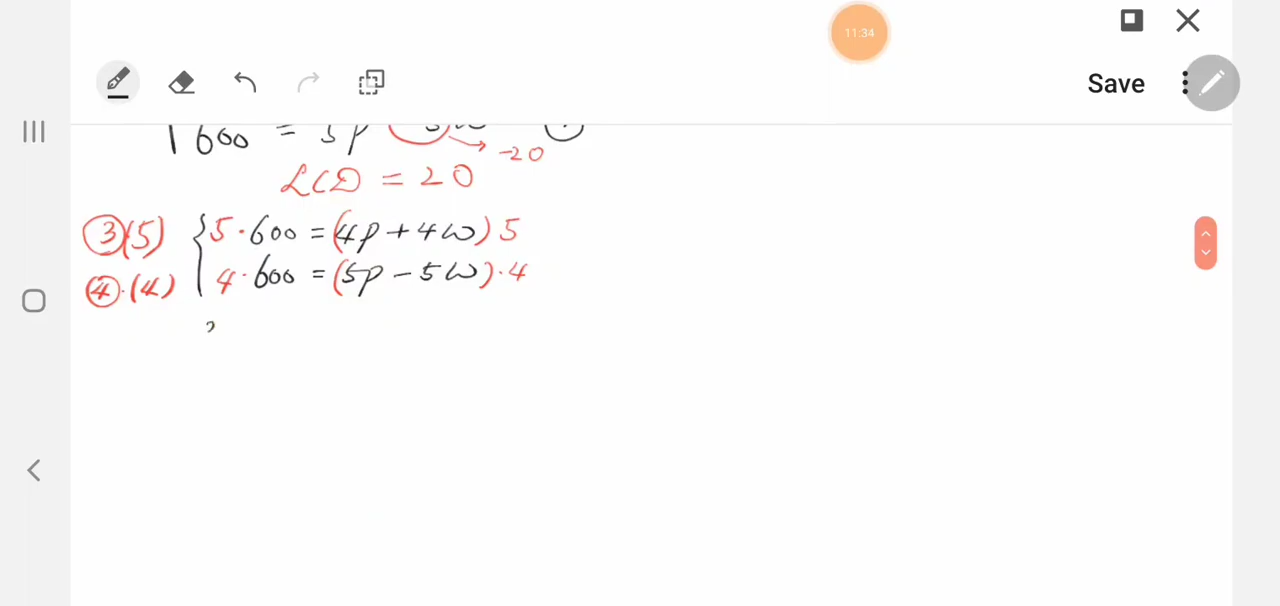 11:34
Save
600 = 5p
-20
LCD = 20
③(5) { 5·600 = (4p + 4w) 5
④·(4) 4·600 = (5p - 5w)·4